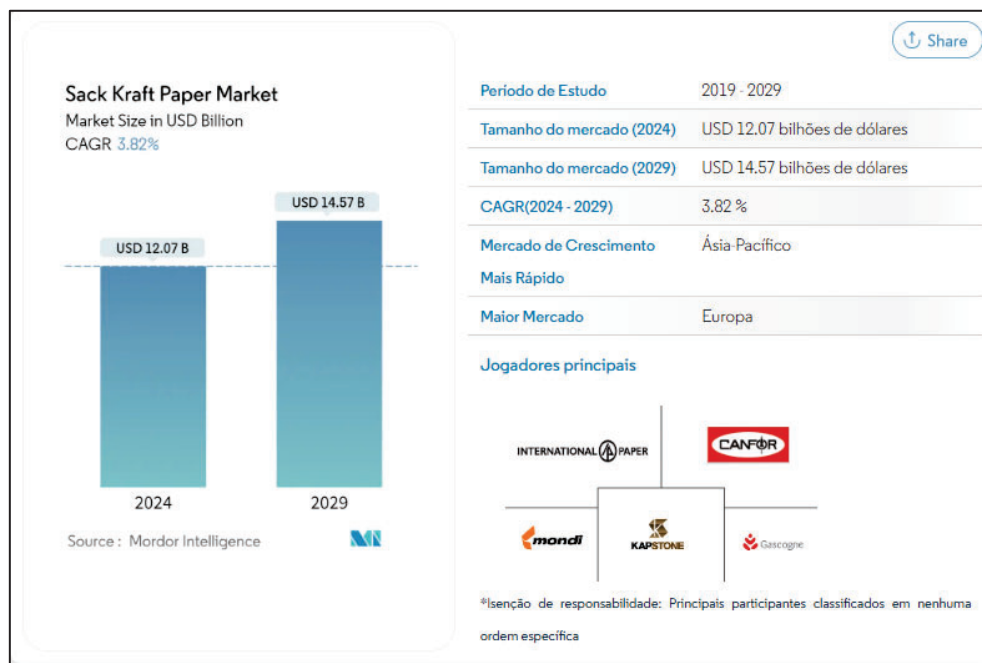 Share
Sack Kraft Paper Market
Market Size in USD Billion
CAGR 3.82%
USD 12.07 B
USD 14.57 B
2024
2029
Source : Mordor Intelligence
Período de Estudo 2019 - 2029
Tamanho do mercado (2024) USD 12.07 bilhões de dólares
Tamanho do mercado (2029) USD 14.57 bilhões de dólares
CAGR(2024 - 2029) 3.82 %
Mercado de Crescimento Ásia-Pacífico
Mais Rápido
Maior Mercado Europa
Jogadores principais
INTERNATIONAL PAPER
CANFOR
mondi
KAPSTONE
Gascogne
*Isenção de responsabilidade: Principais participantes classificados em nenhuma
ordem específica